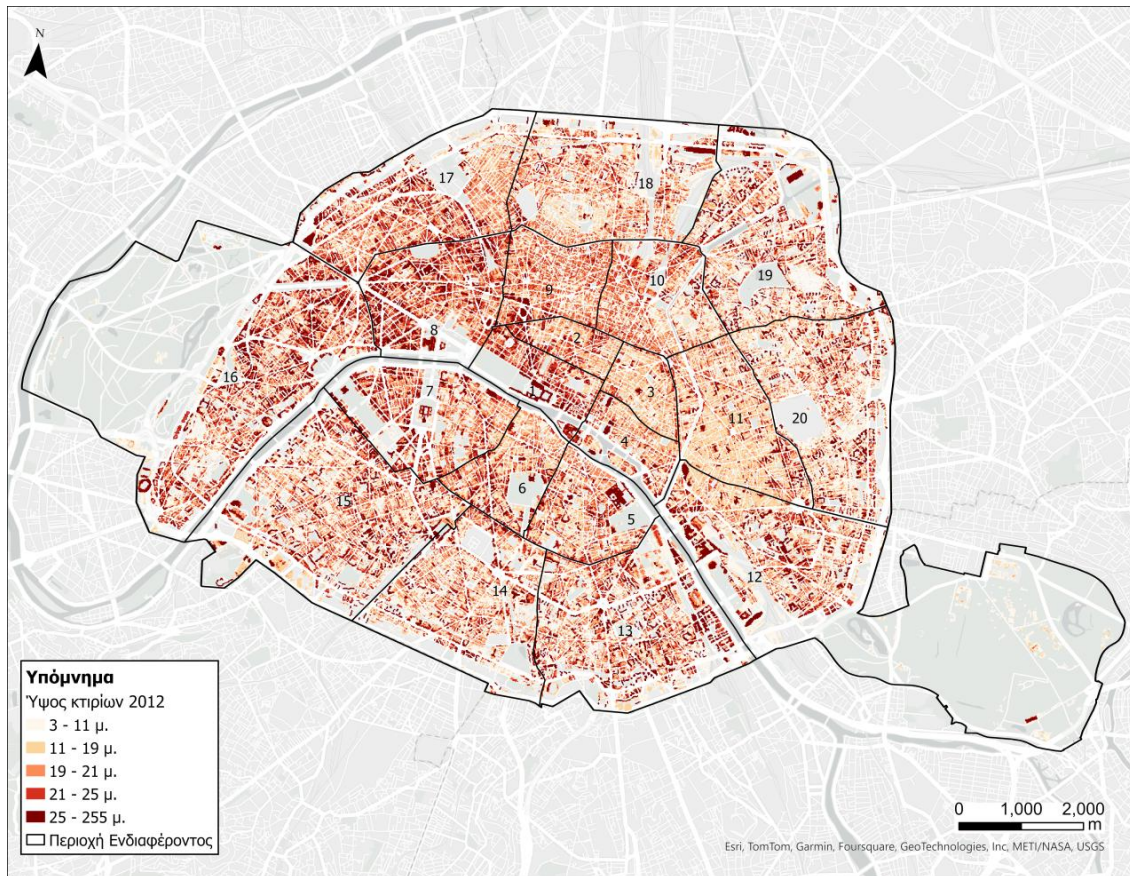 N
17
18
19
10
9
8
2
16
7
3
1
11
20
4
6
15
5
12
14
13
Υπόμνημα
Ύψος κτιρίων 2012
3 - 11 μ.
11 - 19 μ.
19 - 21 μ.
21 - 25 μ.
25 - 255 μ.
Περιοχή Ενδιαφέροντος
0 1,000 2,000
m
Esri, TomTom, Garmin, Foursquare, GeoTechnologies, Inc, METI/NASA, USGS